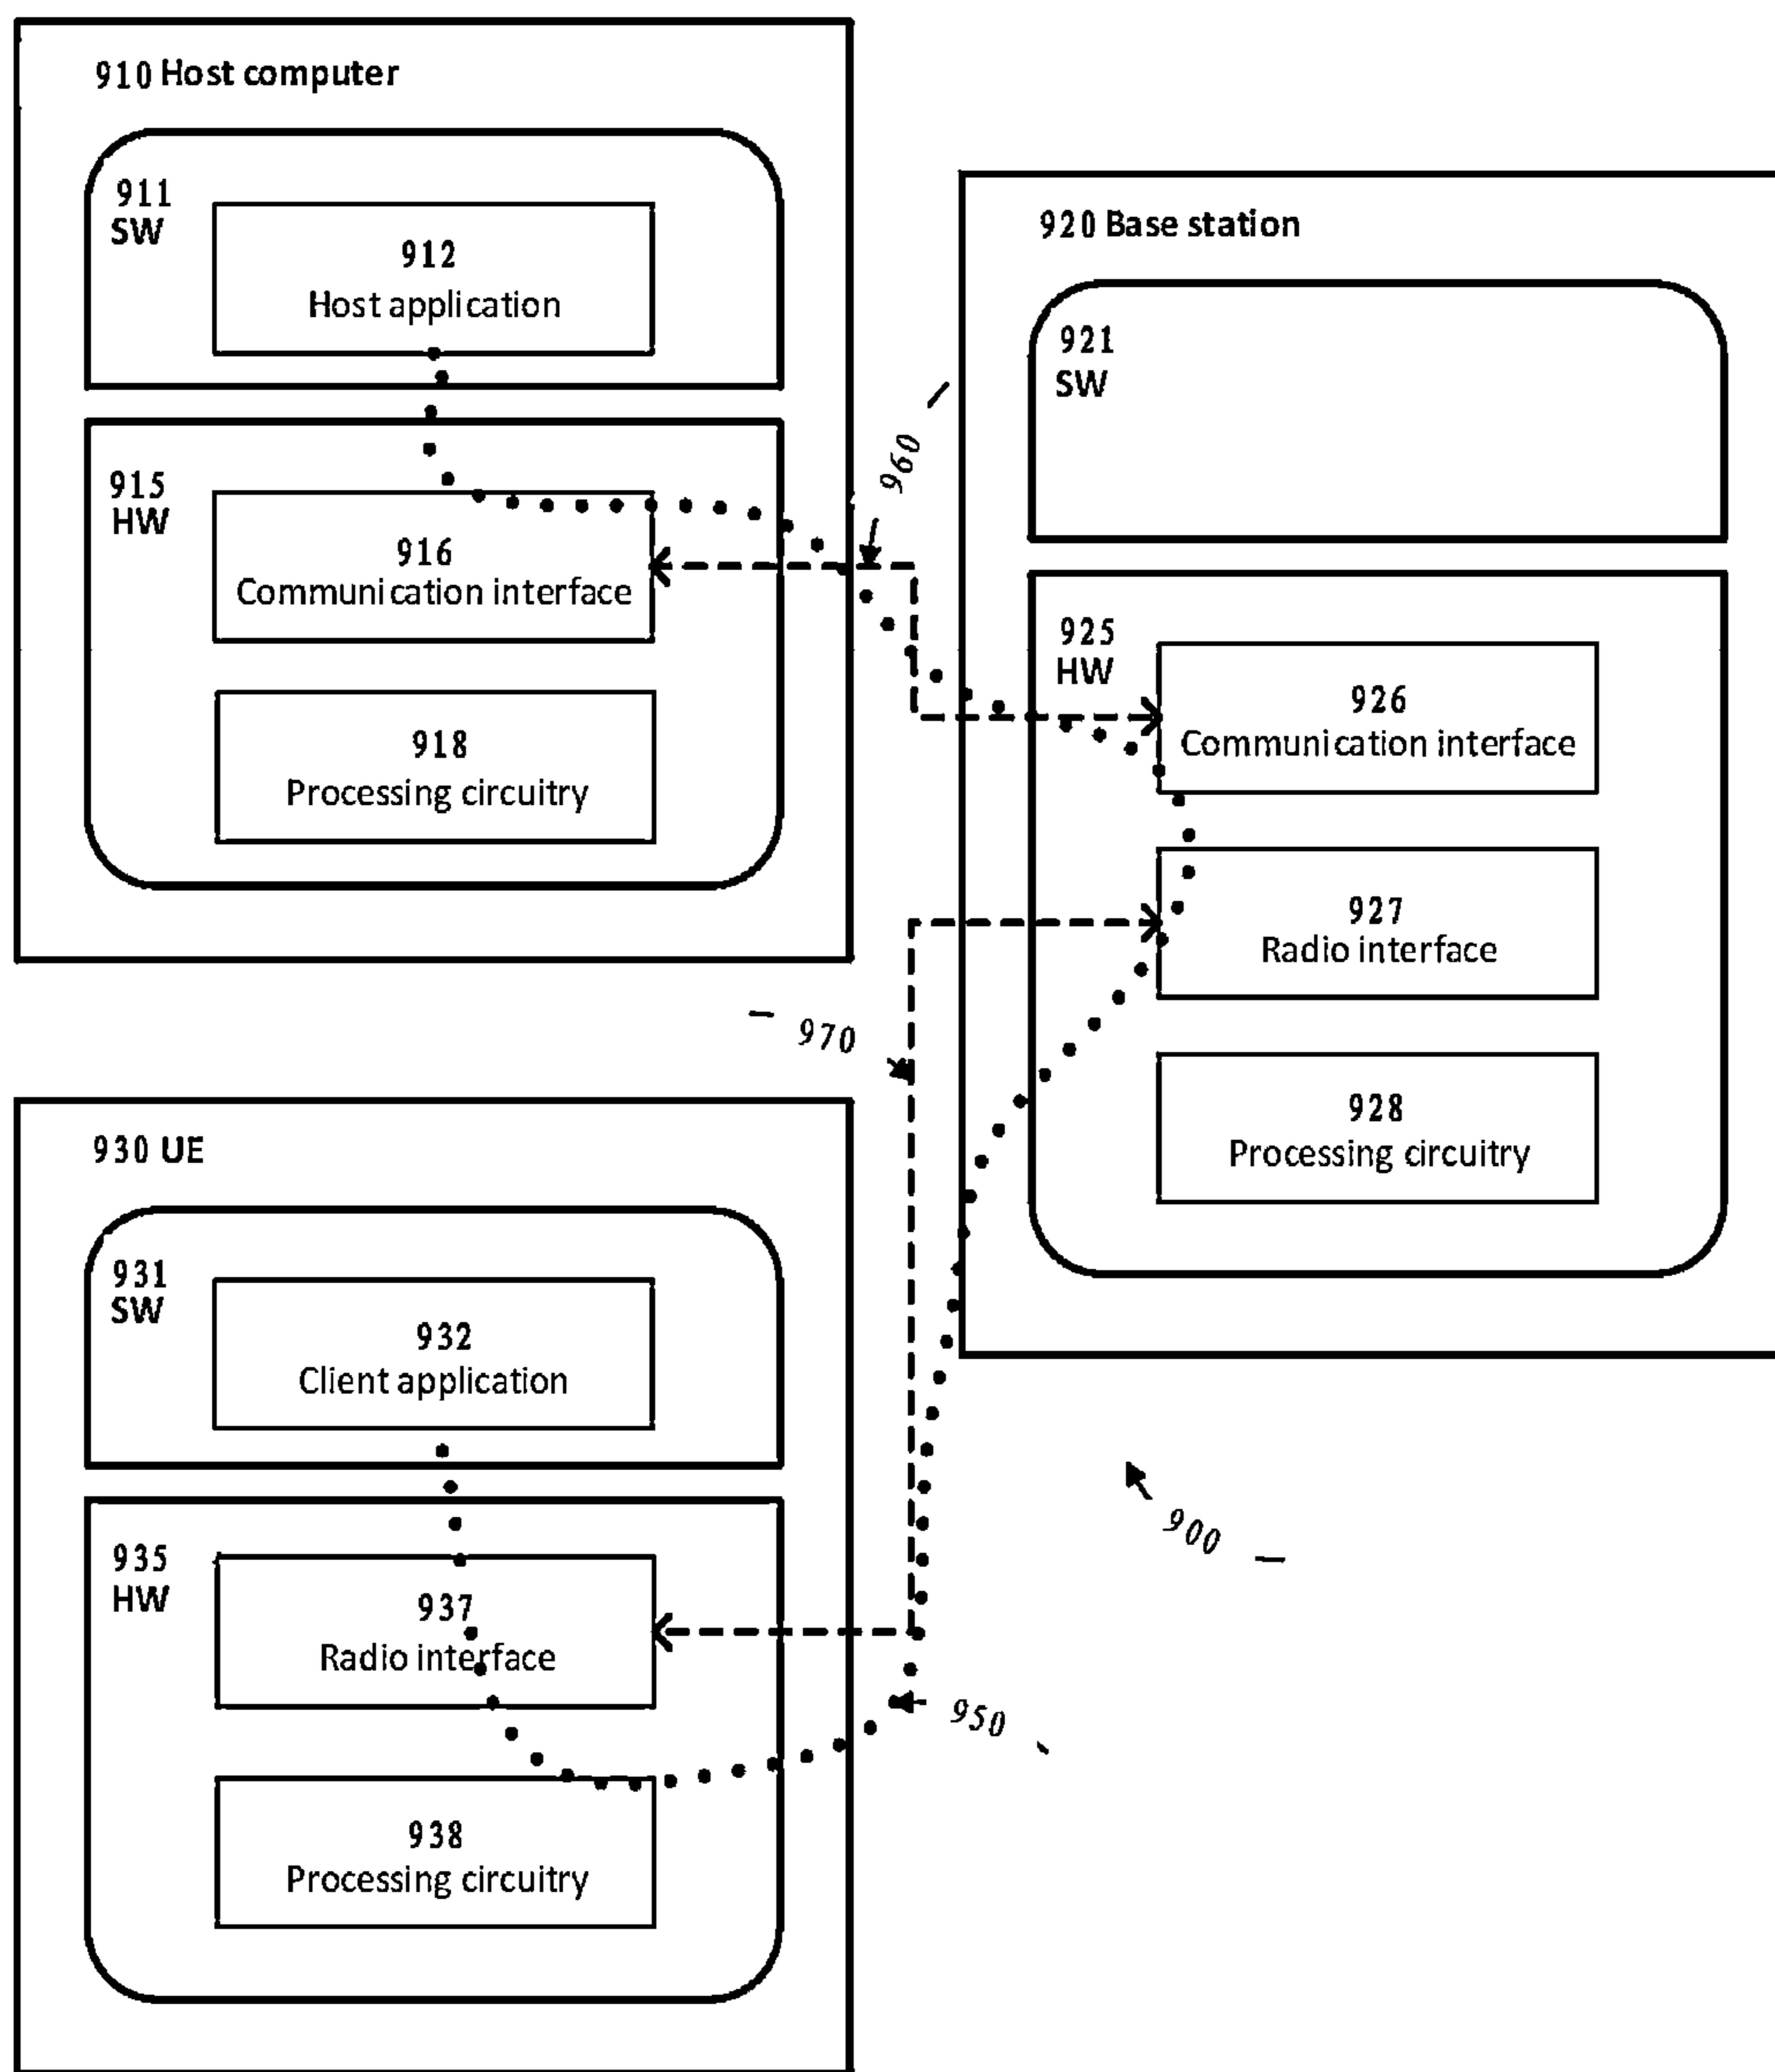 910 Host computer
911
SW
912
Host application
915
HW
916
Communication interface
918
Processing circuitry
960
920 Base station
921
SW
925
HW
926
Communication interface
927
Radio interface
928
Processing circuitry
970
930 UE
931
SW
932
Client application
935
HW
937
Radio interface
938
Processing circuitry
900
950